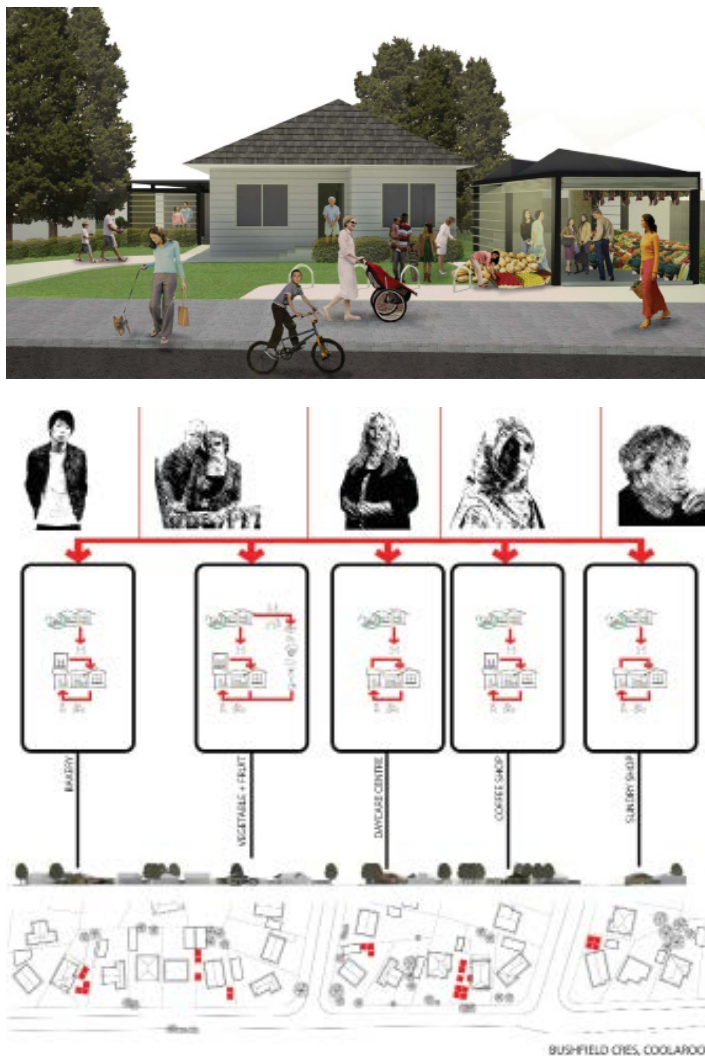 BAKERY
VEGETABLE + FRUIT
DAYCARE CENTRE
COFFEE SHOP
SUNDRY SHOP
BUSHFIELD CRES, COOLAROO